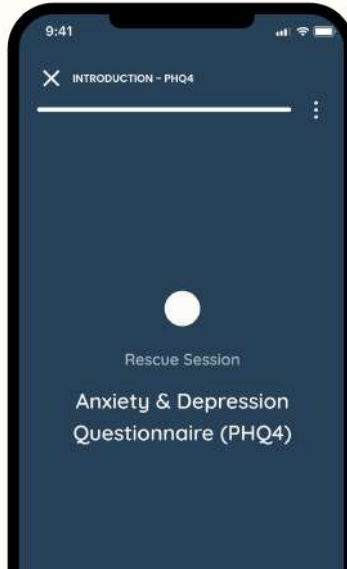 9:41
INTRODUCTION - PHQ4
Rescue Session
Anxiety & Depression
Questionnaire (PHQ4)